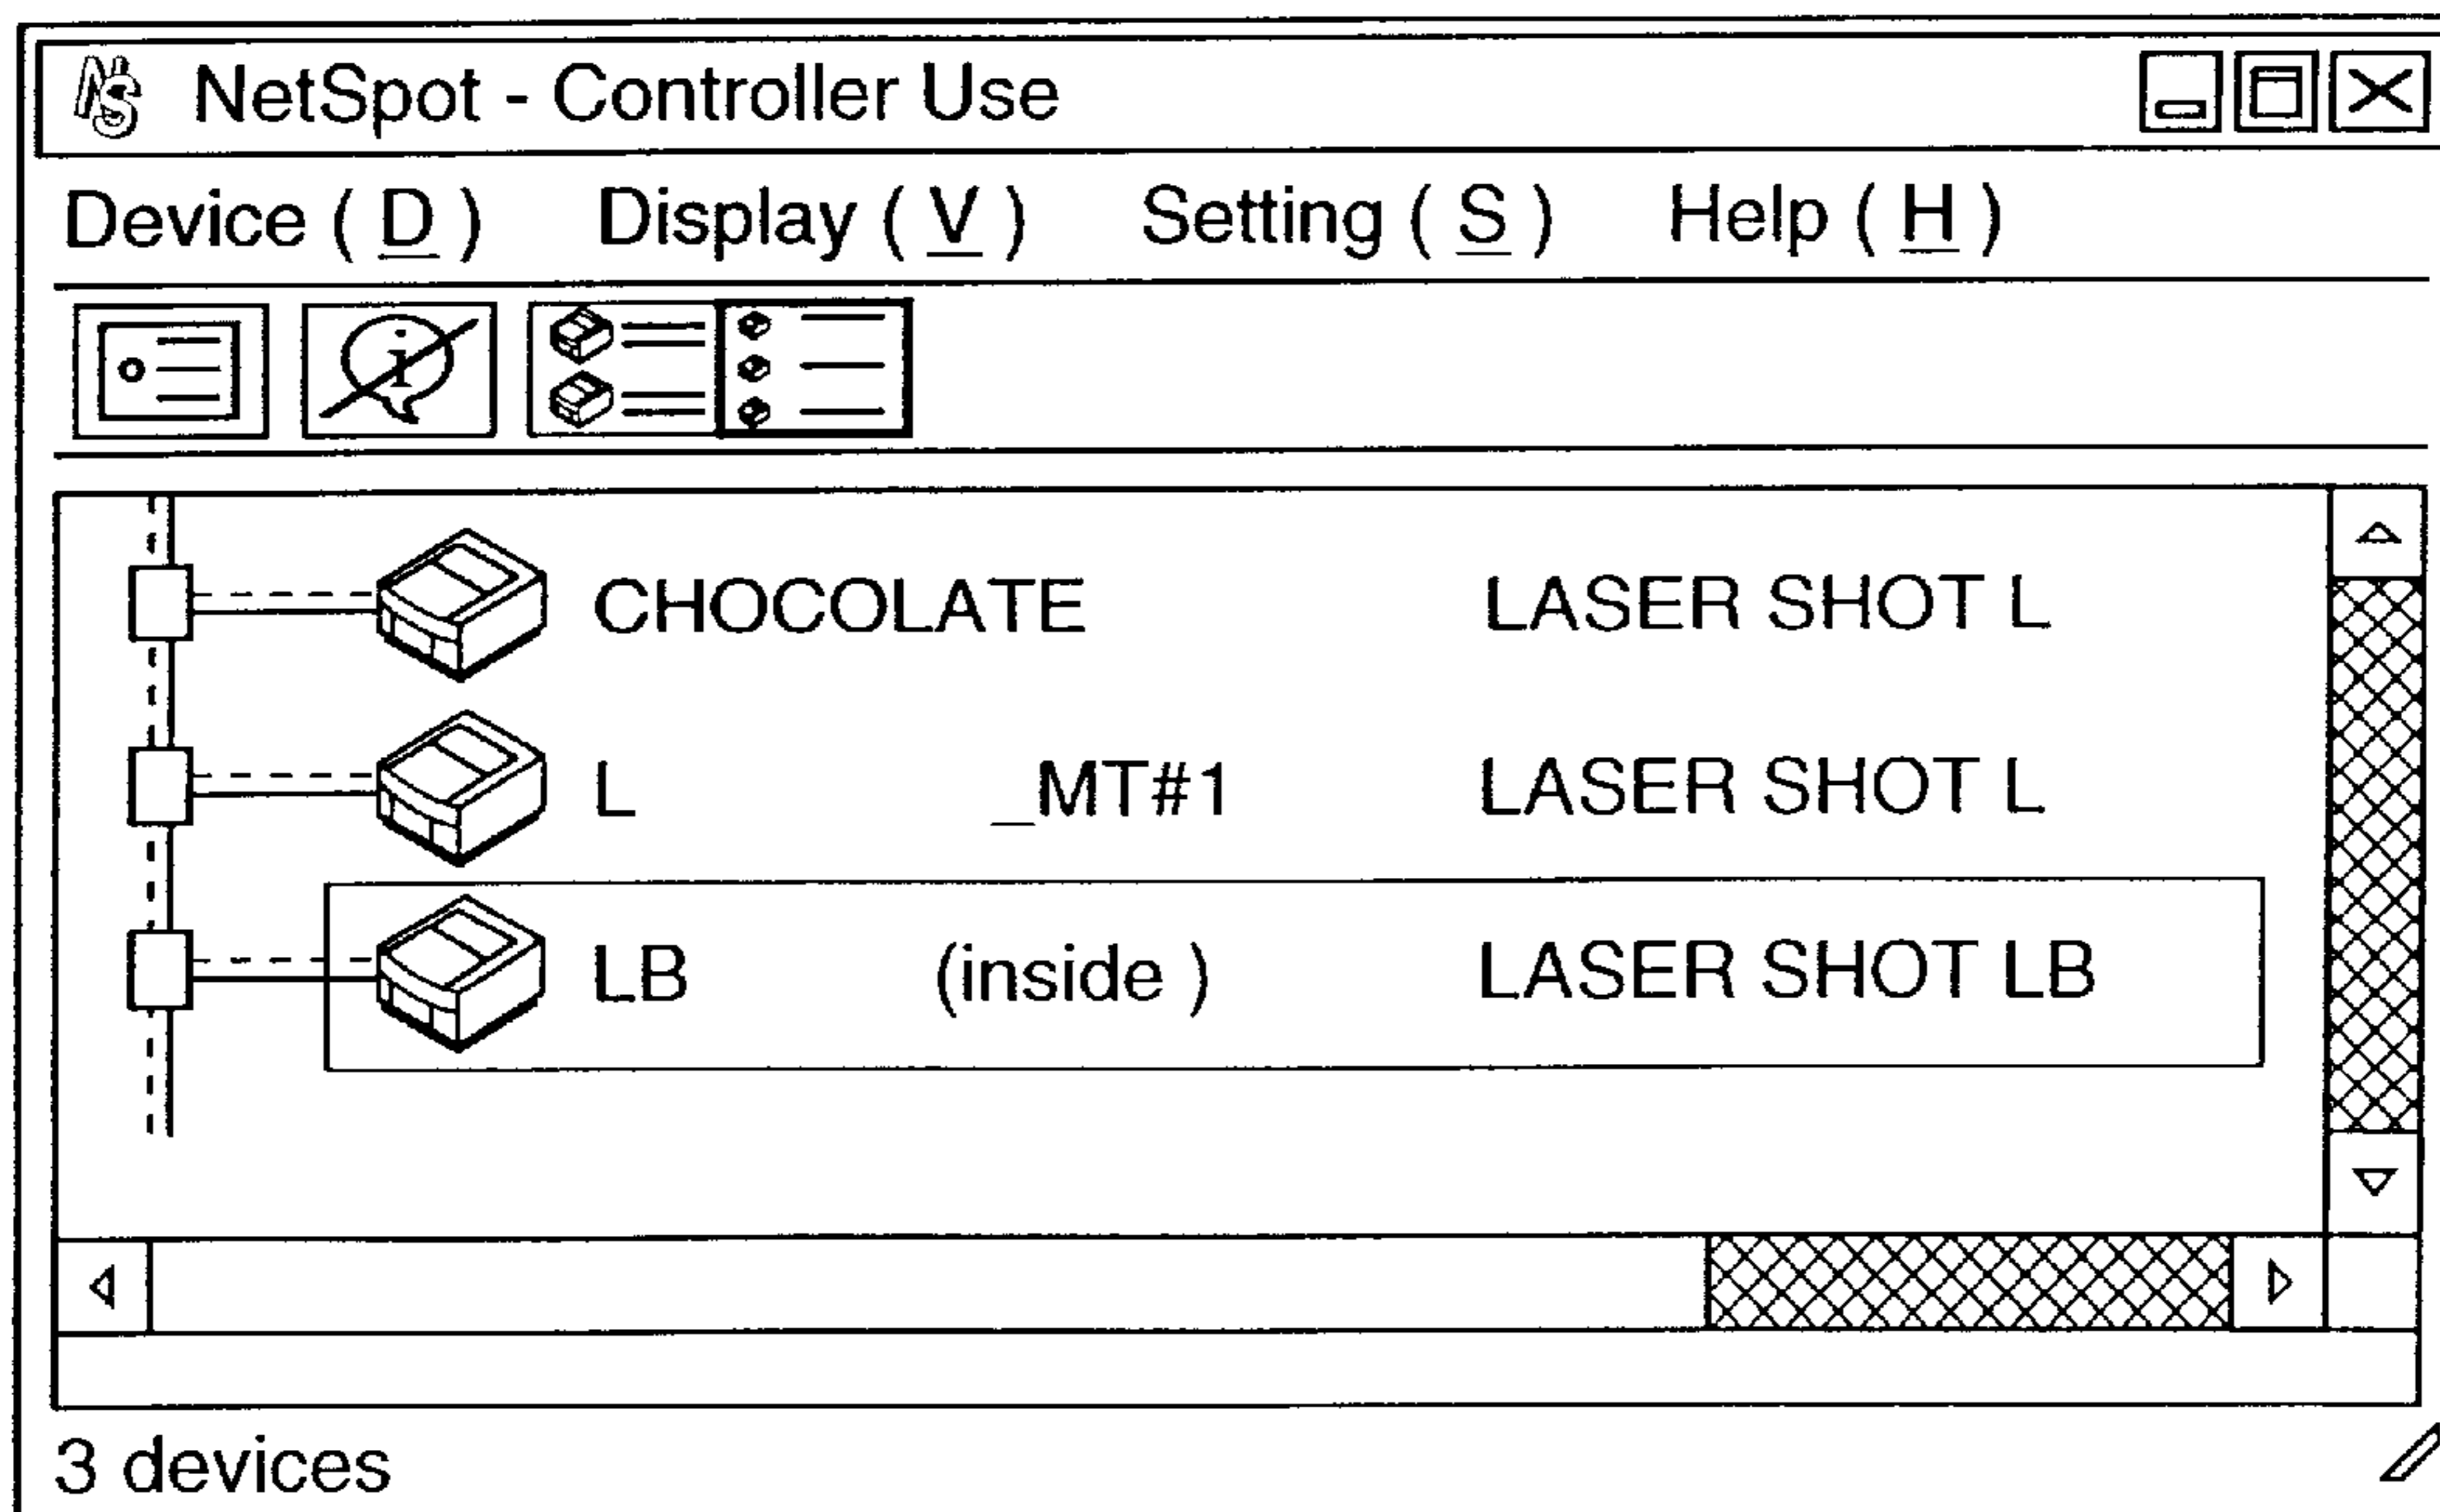 NS NetSpot - Controller Use
Device ( D ) Display ( V ) Setting ( S ) Help ( H )
i
CHOCOLATE LASER SHOT L
L _MT#1 LASER SHOT L
LB (inside ) LASER SHOT LB
3 devices